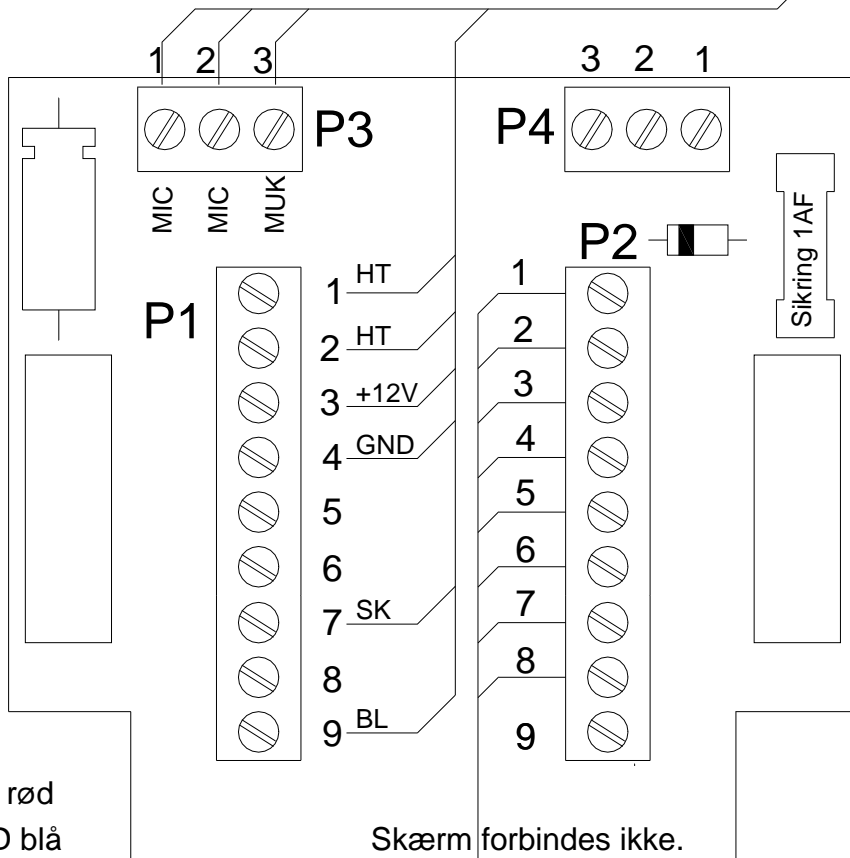 1 2 3
3 2 1
P3
P4
MIC
MIC
MUK
P2
Sikring 1AF
P1
1 HT
2 HT
3 +12V
4 GND
5
6
7 SK
8
9 BL
1
2
3
4
5
6
7
8
9
rød
blå
Skærm forbindes ikke.